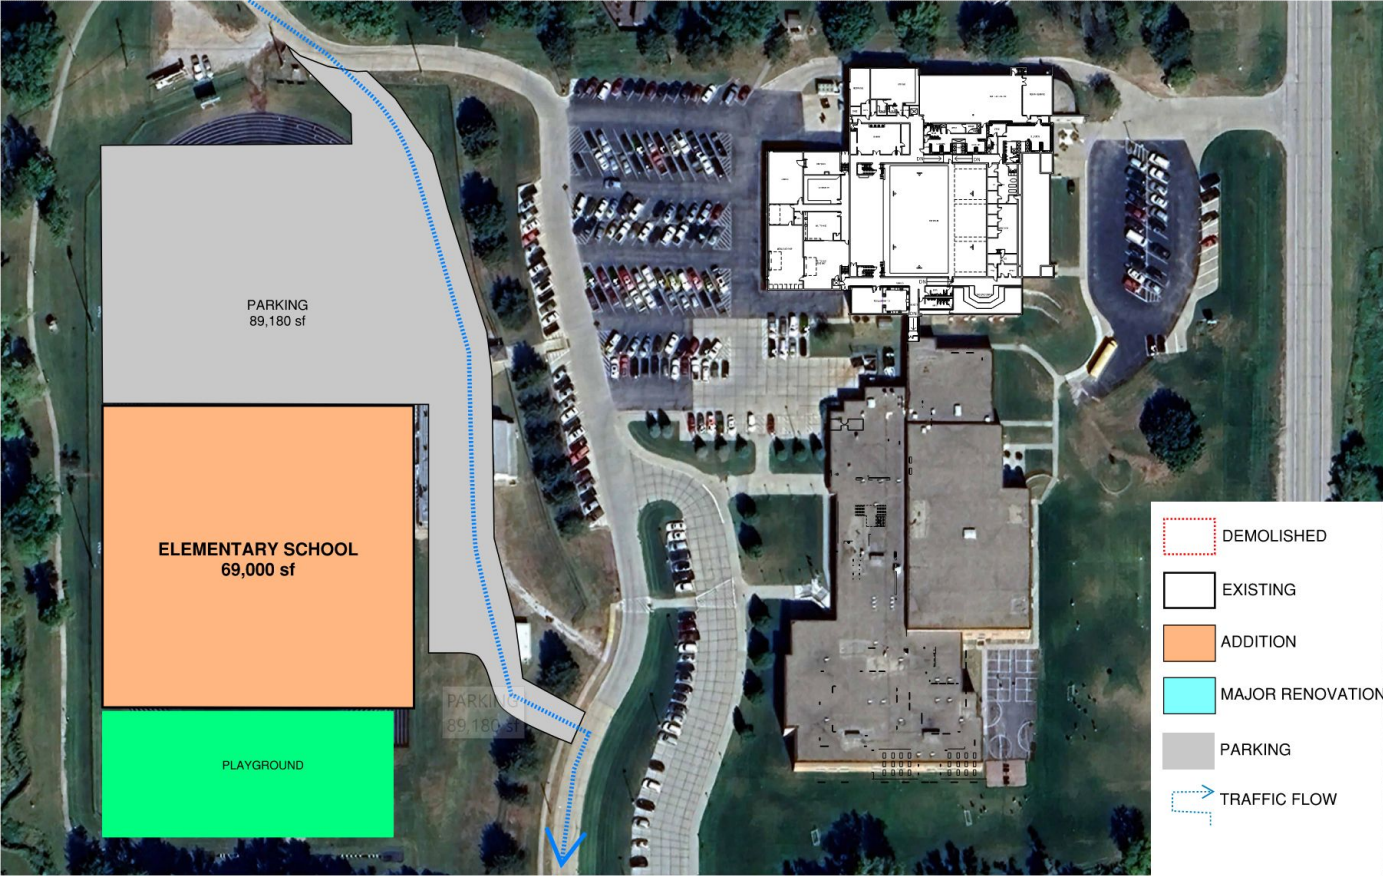 PARKING
89,180 sf
ELEMENTARY SCHOOL
69,000 sf
PARKING
89,180 sf
PLAYGROUND
DEMOLISHED
EXISTING
ADDITION
MAJOR RENOVATION
PARKING
TRAFFIC FLOW